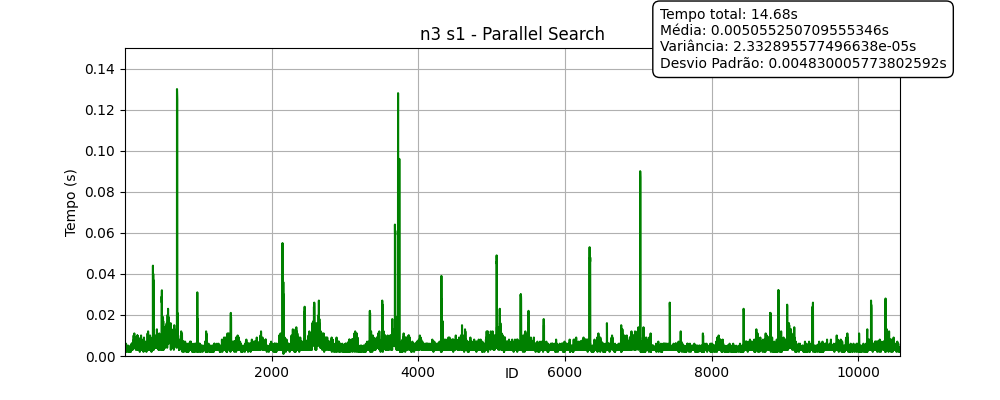 Tempo total: 14.68s
Média: 0.005055250709555346s
Variância: 2.332895577496638e-05s
Desvio Padrão: 0.004830005773802592s
n3 s1 - Parallel Search
0.14
0.12
0.10
0.08
0.06
0.04
0.02
0.00
Tempo (s)
2000
4000
6000
8000
10000
ID